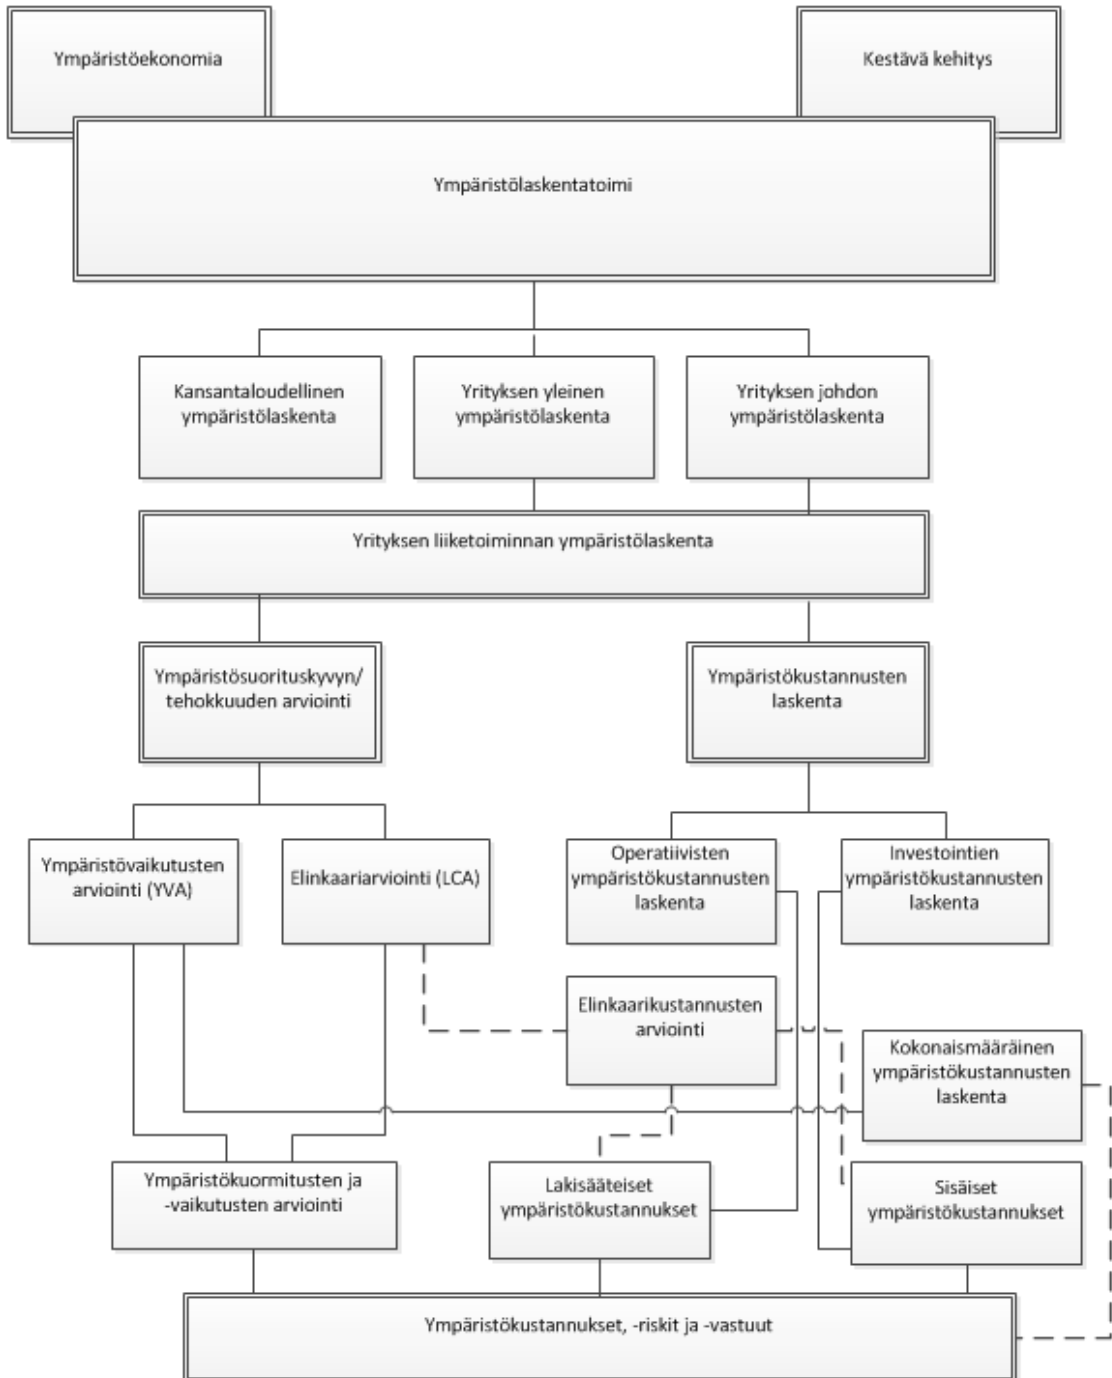 Ympäristöekonomia
Kestävä kehitys
Ympäristölaskentatoimi
Kansantaloudellinen
ympäristölaskenta
Yrityksen yleinen
ympäristölaskenta
Yrityksen johdon
ympäristölaskenta
Yrityksen liiketoiminnan ympäristölaskenta
Ympäristösuorituskyvyn/
tehokkuuden arviointi
Ympäristökustannusten
laskenta
Ympäristövaikutusten
arviointi (YVA)
Elinkaariarviointi (LCA)
Operatiivisten
ympäristökustannusten
laskenta
Investointien
ympäristökustannusten
laskenta
Elinkaarikustannusten
arviointi
Kokonaismääräinen
ympäristökustannusten
laskenta
Ympäristökuormitusten ja
-vaikutusten arviointi
Lakisääteiset
ympäristökustannukset
Sisäiset
ympäristökustannukset
Ympäristökustannukset, -riskit ja -vastuut